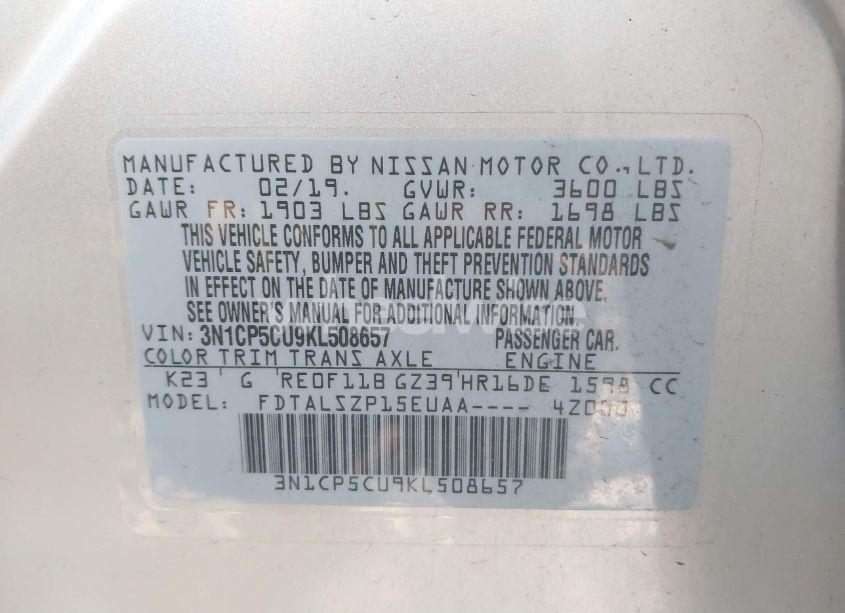 MANUFACTURED BY NISSAN MOTOR CO., LTD.
DATE: 02/19. GVWR: 3600 LBS
GAWR FR: 1903 LBS GAWR RR: 1698 LBS
THIS VEHICLE CONFORMS TO ALL APPLICABLE FEDERAL MOTOR
VEHICLE SAFETY, BUMPER AND THEFT PREVENTION STANDARDS
IN EFFECT ON THE DATE OF MANUFACTURE SHOWN ABOVE,
SEE OWNER'S MANUAL FOR ADDITIONAL INFORMATION
VIN: 3N1CP5CU9KL508657 PASSENGER CAR.
COLOR TRIM TRANS AXLE ENGINE
K23 G RE0F11B GZ39 HR16DE 1598 CC
MODEL: FDTALSZP15EUAA----
3N1CP5CU9KL508657